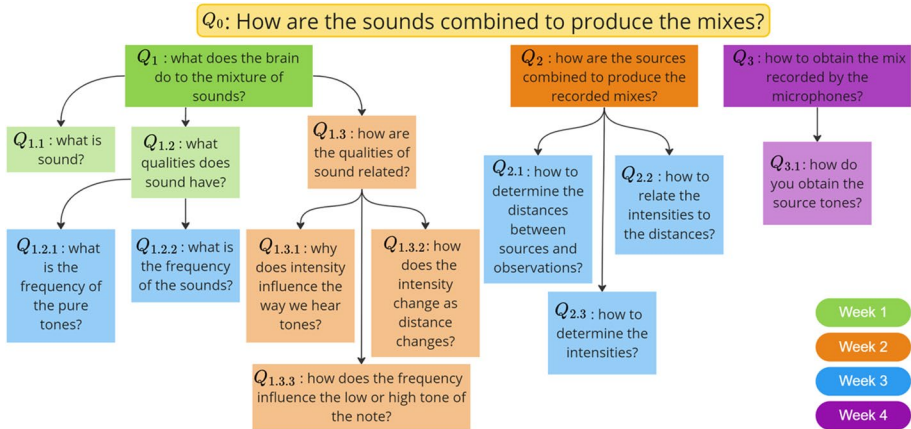 Q0: How are the sounds combined to produce the mixes?
Q1 : what does the brain
do to the mixture of
sounds?
Q2 : how are the sources
combined to produce the
recorded mixes?
Q3 : how to obtain the mix
recorded by the
microphones?
Q1.1 : what is
sound?
Q1.2 : what
qualities does
sound have?
Q1.3 : how are
the qualities of
sound related?
Q2.1 : how to
determine the
distances
between
sources and
observations?
Q2.2 : how to
relate the
intensities to
the distances?
Q3.1: how do
you obtain the
source tones?
Q1.2.1 : what
is the
frequency of
the pure
tones?
Q1.2.2 : what is
the frequency
of the sounds?
Q1.3.1 : why
does intensity
influence the
way we hear
tones?
Q1.3.2: how
does the
intensity
change as
distance
changes?
Q2.3 : how to
determine the
intensities?
Q1.3.3 : how does the frequency
influence the low or high tone of
the note?
Week 1
Week 2
Week 3
Week 4